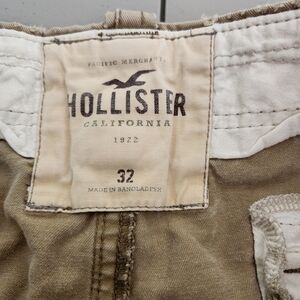 PACIFIC MERCHANTS
HOLLISTER
CALIFORNIA
1922
32
MADE IN BANGLADESH